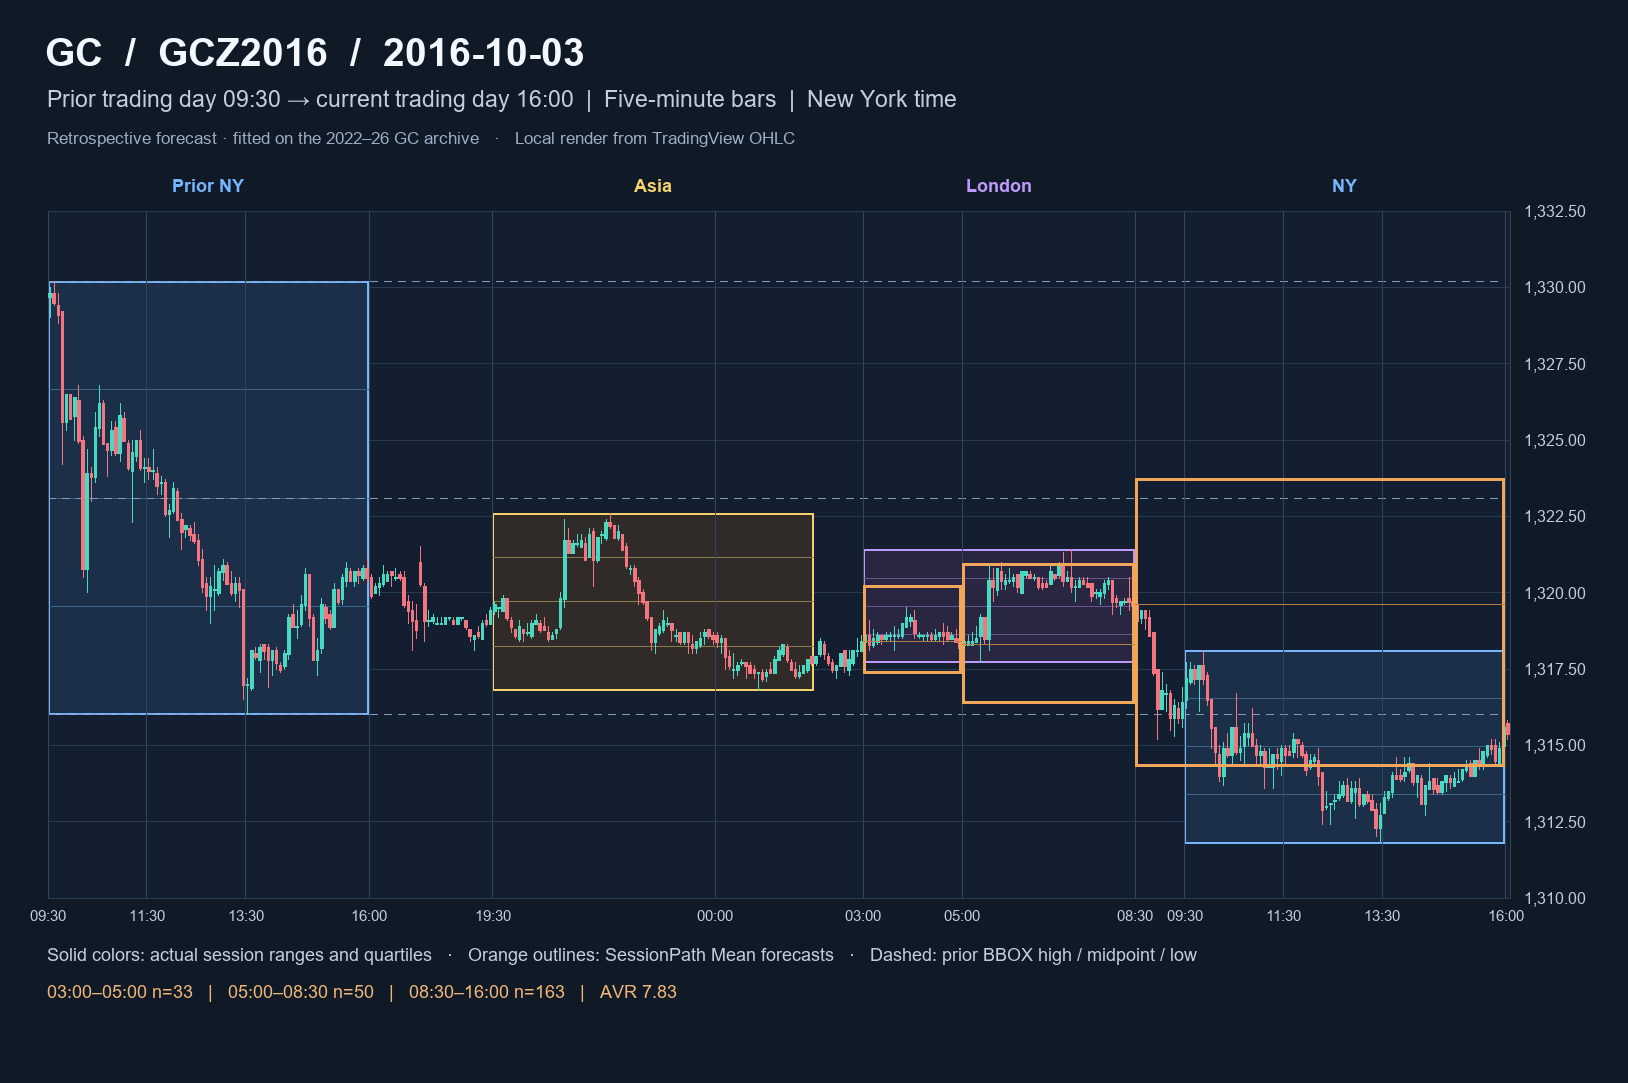 GC / GCZ2016 / 2016-10-03
Prior trading day 09:30 → current trading day 16:00 | Five-minute bars | New York time
Retrospective forecast · fitted on the 2022–26 GC archive · Local render from TradingView OHLC
Prior NY Asia London NY
1,332.50
1,330.00
1,327.50
1,325.00
1,322.50
1,320.00
1,317.50
1,315.00
1,312.50
1,310.00
09:30 11:30 13:30 16:00 19:30 00:00 03:00 05:00 08:30 09:30 11:30 13:30 16:00
Solid colors: actual session ranges and quartiles · Orange outlines: SessionPath Mean forecasts · Dashed: prior BBOX high / midpoint / low
03:00–05:00 n=33 | 05:00–08:30 n=50 | 08:30–16:00 n=163 | AVR 7.83